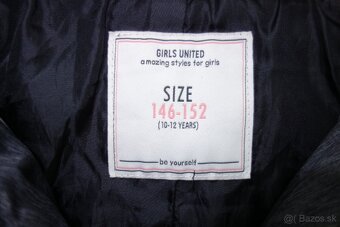 GIRLS UNITED
amazing styles for girls
SIZE
146-152
(10-12 YEARS)
be yourself
Bazos.sk